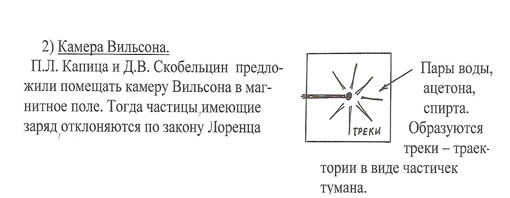 2) Камера Вильсона.
П.Л. Капица и Д.В. Скобельцин предло-
жили помещать камеру Вильсона в маг-
нитное поле. Тогда частицы, имеющие
заряд отклоняются по закону Лоренца
ТРЕКИ
Пары воды,
ацетона,
спирта.
Образуются
треки – траек-
тории в виде частичек
тумана.